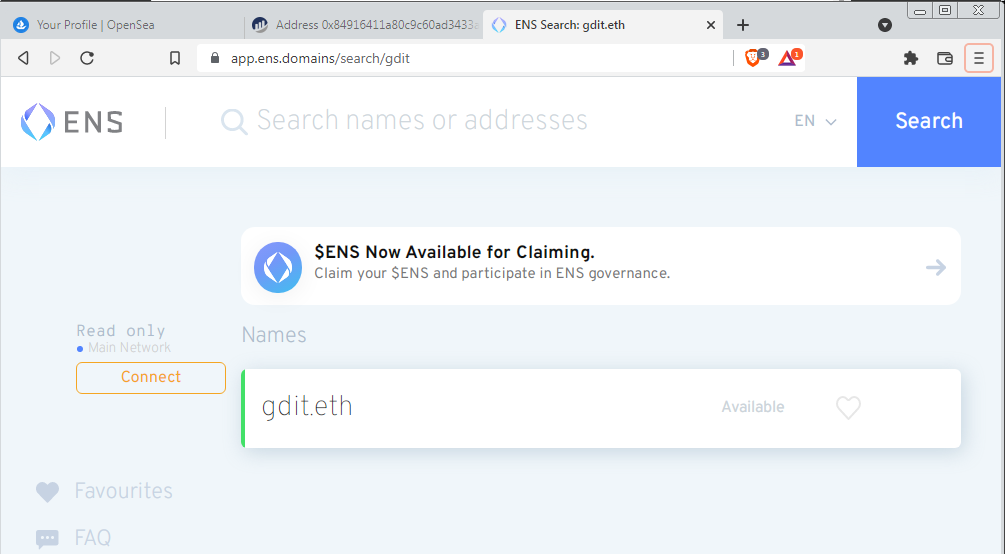 Your Profile | OpenSea
Address 0x84916411a80c9c60ad3433a
ENS Search: gdit.eth
app.ens.domains/search/gdit
3
1
ENS
Search names or addresses
EN
Search
$ENS Now Available for Claiming.
Claim your $ENS and participate in ENS governance.
Read only
Main Network
Connect
Names
gdit.eth
Available
Favourites
FAQ